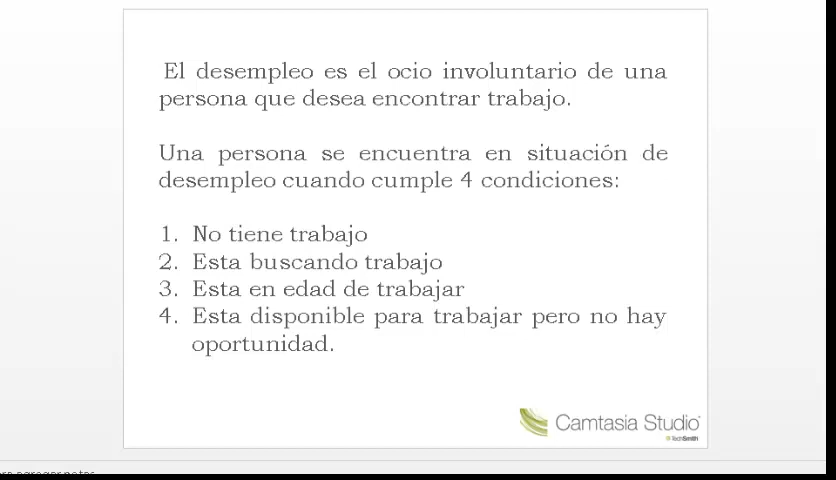 El desempleo es el ocio involuntario de una
persona que desea encontrar trabajo.
Una persona se encuentra en situación de
desempleo cuando cumple 4 condiciones:
1. No tiene trabajo
2. Esta buscando trabajo
3. Esta en edad de trabajar
4. Esta disponible para trabajar pero no hay
oportunidad.
Camtasia Studio
TechSmith